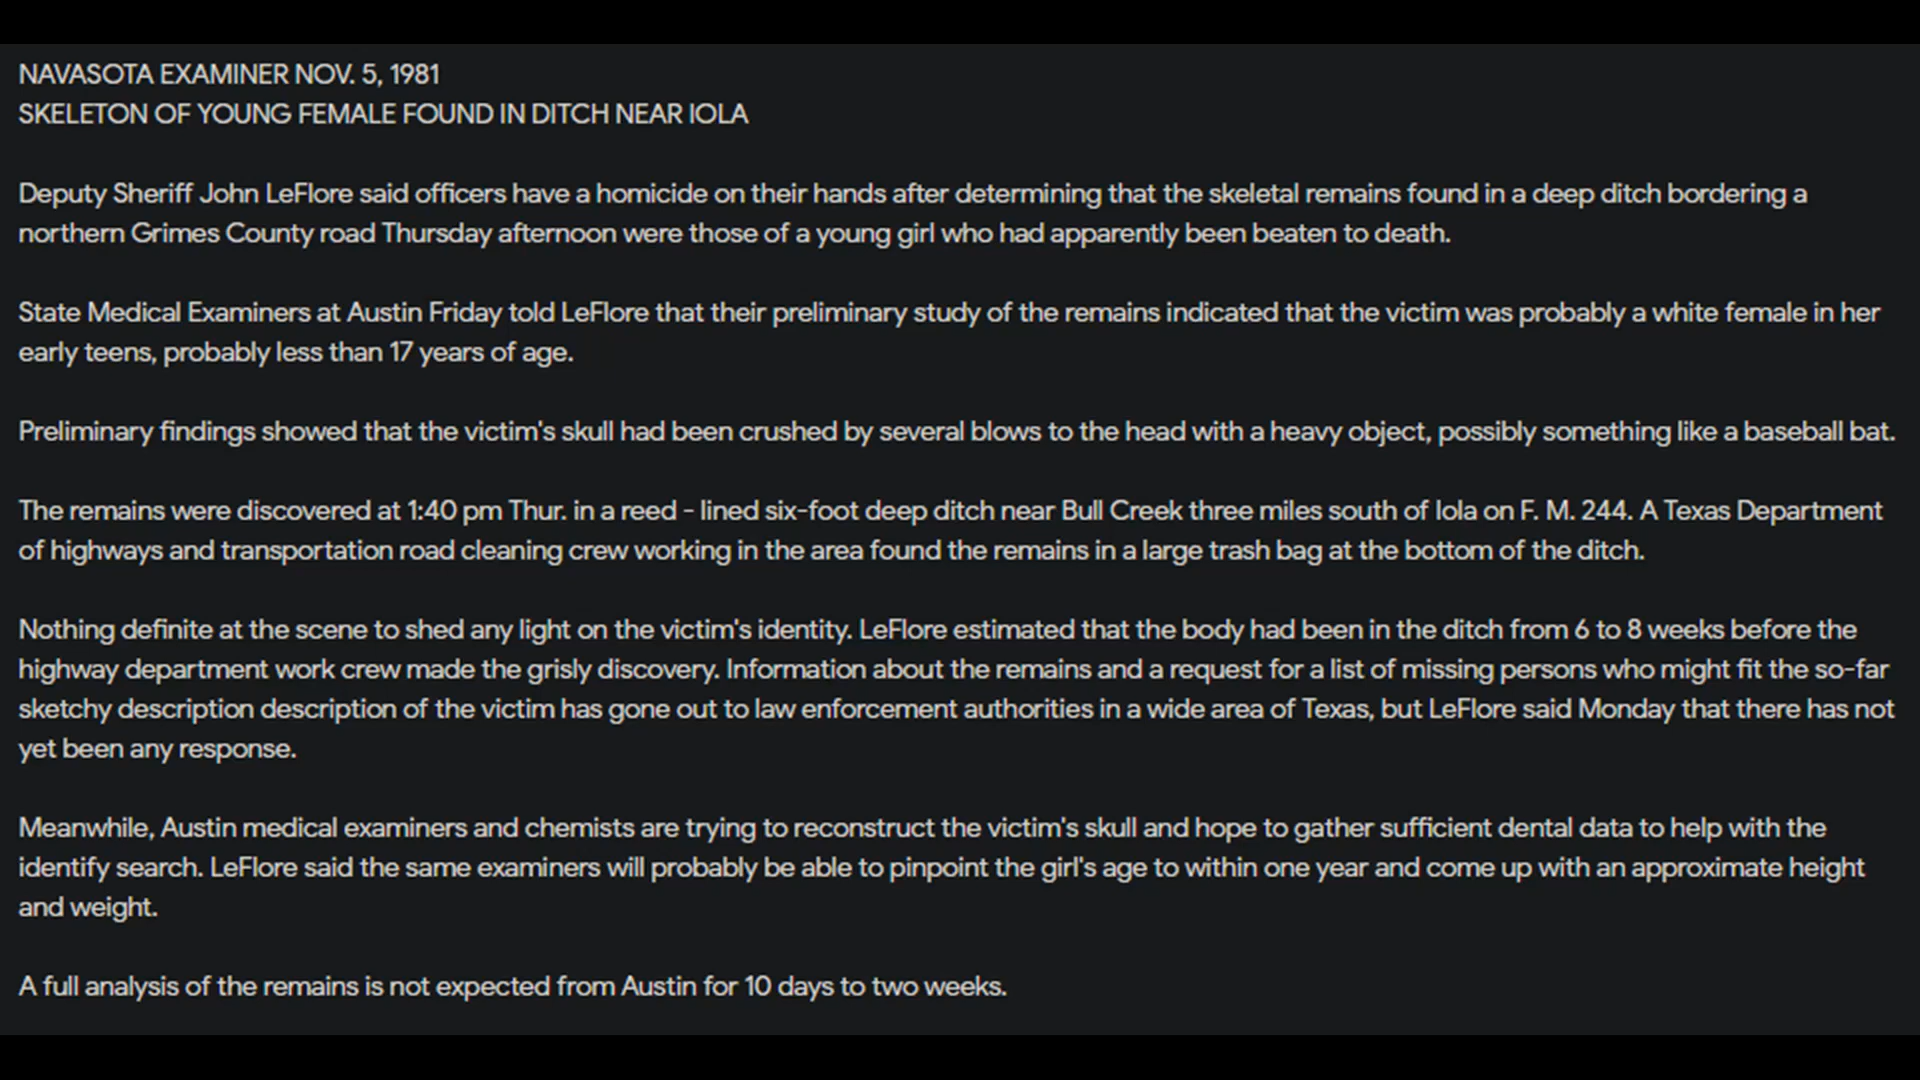 NAVASOTA EXAMINER NOV. 5, 1981
SKELETON OF YOUNG FEMALE FOUND IN DITCH NEAR IOLA
Deputy Sheriff John LeFlore said officers have a homicide on their hands after determining that the skeletal remains found in a deep ditch bordering a
northern Grimes County road Thursday afternoon were those of a young girl who had apparently been beaten to death.
State Medical Examiners at Austin Friday told LeFlore that their preliminary study of the remains indicated that the victim was probably a white female in her
early teens, probably less than 17 years of age.
Preliminary findings showed that the victim's skull had been crushed by several blows to the head with a heavy object, possibly something like a baseball bat.
The remains were discovered at 1:40 pm Thur. in a reed - lined six-foot deep ditch near Bull Creek three miles south of Iola on F. M. 244. A Texas Department
of highways and transportation road cleaning crew working in the area found the remains in a large trash bag at the bottom of the ditch.
Nothing definite at the scene to shed any light on the victim's identity. LeFlore estimated that the body had been in the ditch from 6 to 8 weeks before the
highway department work crew made the grisly discovery. Information about the remains and a request for a list of missing persons who might fit the so-far
sketchy description description of the victim has gone out to law enforcement authorities in a wide area of Texas, but LeFlore said Monday that there has not
yet been any response.
Meanwhile, Austin medical examiners and chemists are trying to reconstruct the victim's skull and hope to gather sufficient dental data to help with the
identify search. LeFlore said the same examiners will probably be able to pinpoint the girl's age to within one year and come up with an approximate height
and weight.
A full analysis of the remains is not expected from Austin for 10 days to two weeks.